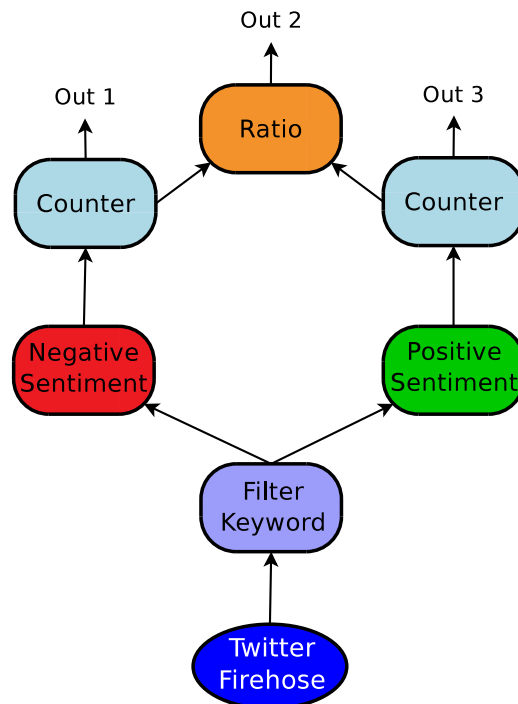 Out 2
Out 1
Out 3
Ratio
Counter
Counter
Negative
Sentiment
Positive
Sentiment
Filter
Keyword
Twitter
Firehose